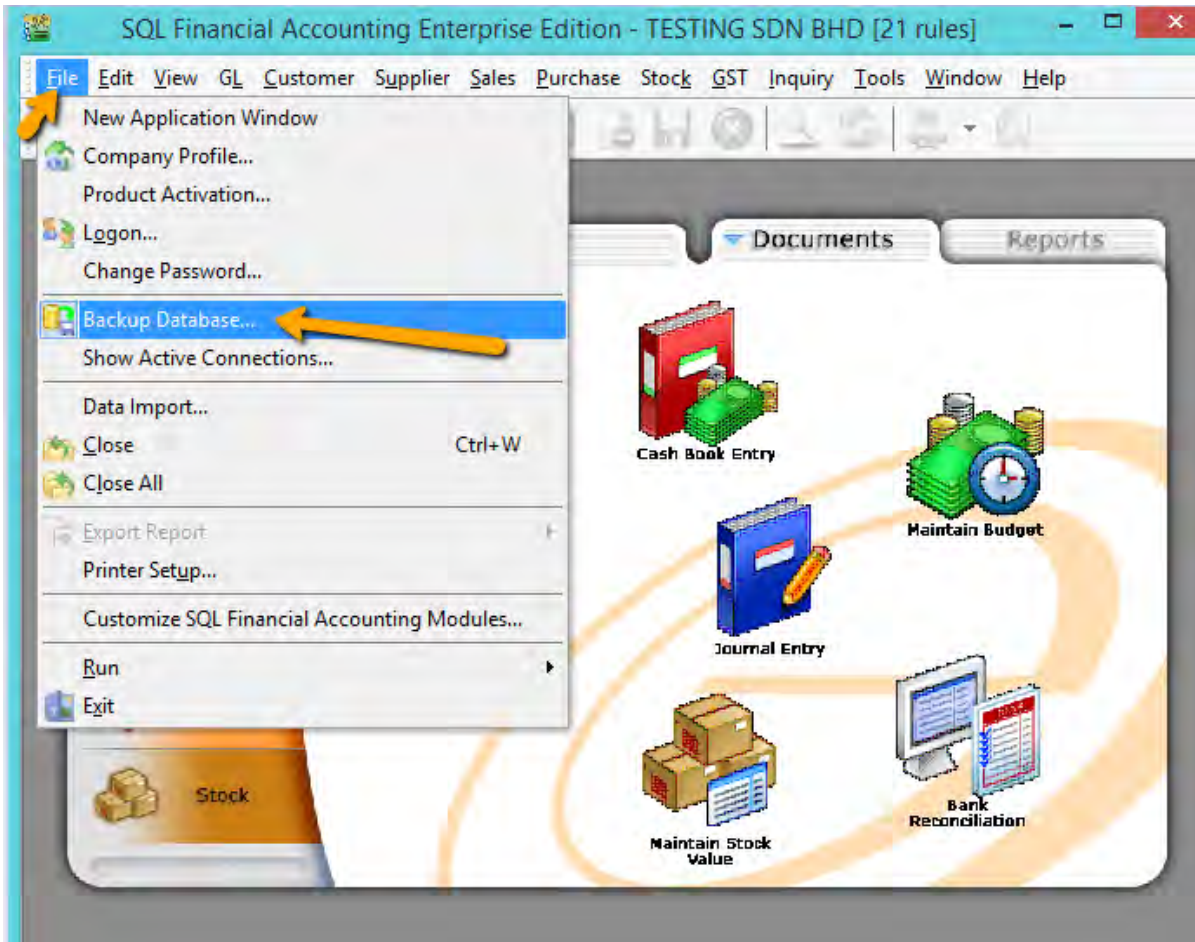 SQL Financial Accounting Enterprise Edition - TESTING SDN BHD [21 rules]
File Edit View GL Customer Supplier Sales Purchase Stock GST Inquiry Tools Window Help
New Application Window
Company Profile...
Product Activation...
Logon...
Change Password...
Backup Database...
Show Active Connections...
Data Import...
Close Ctrl+W
Close All
Export Report
Printer Setup...
Customize SQL Financial Accounting Modules...
Run
Exit
Documents Reports
Cash Book Entry
Maintain Budget
Journal Entry
Bank
Reconciliation
Maintain Stock
Value
Stock